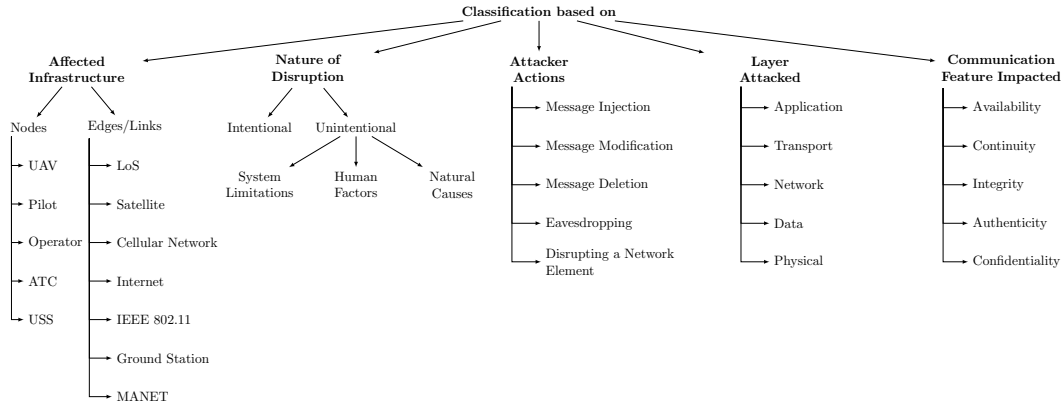 Classification based on
Affected
Infrastructure
Nodes
UAV
Pilot
Operator
ATC
USS
Edges/Links
LoS
Satellite
Cellular Network
Internet
IEEE 802.11
Ground Station
MANET
Nature of
Disruption
Intentional
Unintentional
System
Limitations
Human
Factors
Natural
Causes
Attacker
Actions
Message Injection
Message Modification
Message Deletion
Eavesdropping
Disrupting a Network
Element
Layer
Attacked
Application
Transport
Network
Data
Physical
Communication
Feature Impacted
Availability
Continuity
Integrity
Authenticity
Confidentiality